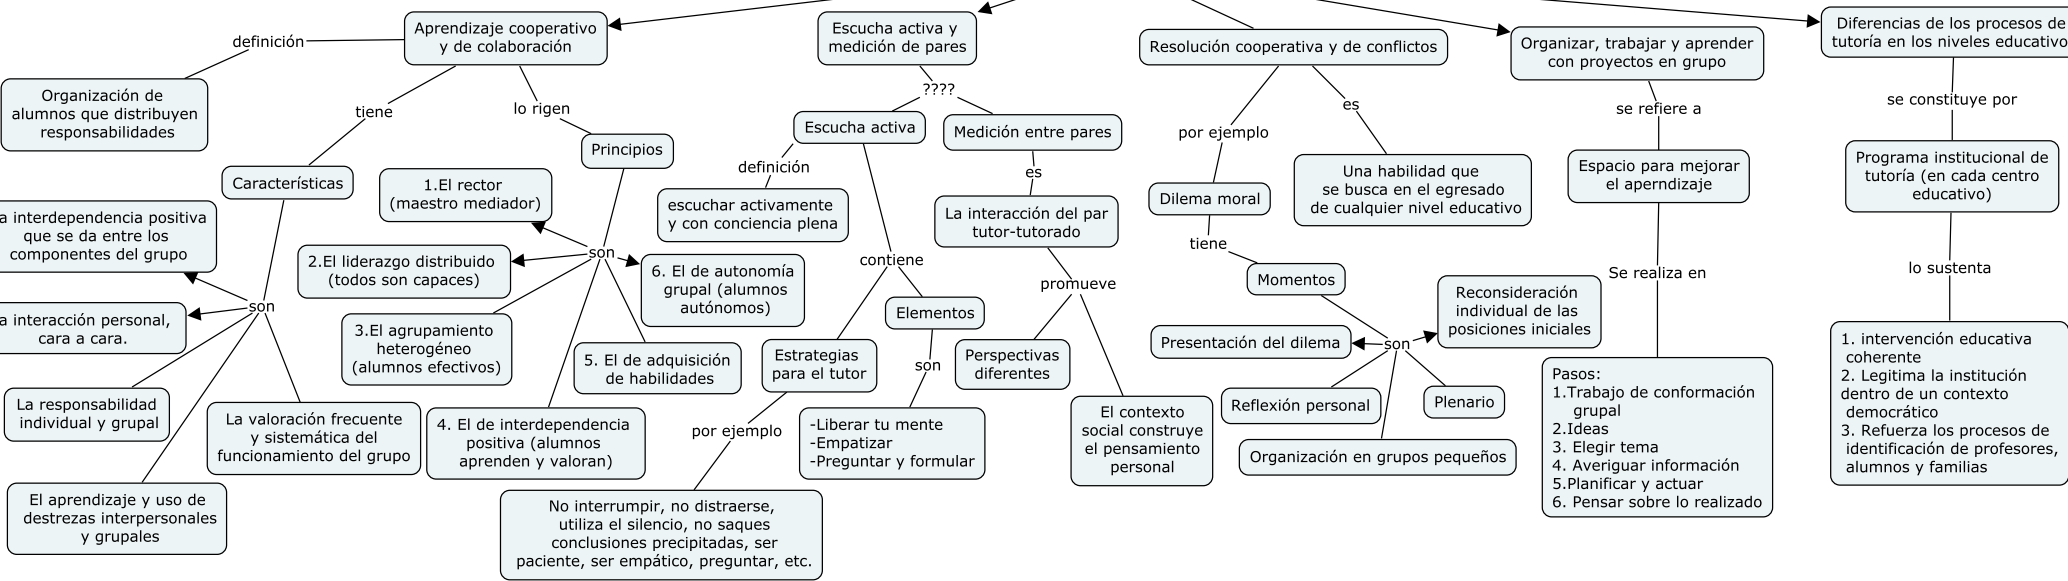 Aprendizaje cooperativo
y de colaboración
definición
Organización de
alumnos que distribuyen
responsabilidades
tiene
Características
son
a interdependencia positiva
que se da entre los
componentes del grupo
a interacción personal,
cara a cara.
La responsabilidad
individual y grupal
El aprendizaje y uso de
destrezas interpersonales
y grupales
La valoración frecuente
y sistemática del
funcionamiento del grupo
lo rigen
Principios
son
1.El rector
(maestro mediador)
2.El liderazgo distribuido
(todos son capaces)
3.El agrupamiento
heterogéneo
(alumnos efectivos)
4. El de interdependencia
positiva (alumnos
aprenden y valoran)
5. El de adquisición
de habilidades
6. El de autonomía
grupal (alumnos
autónomos)
Escucha activa y
medición de pares
????
Escucha activa
definición
escuchar activamente
y con conciencia plena
contiene
Estrategias
para el tutor
por ejemplo
No interrumpir, no distraerse,
utiliza el silencio, no saques
conclusiones precipitadas, ser
paciente, ser empático, preguntar, etc.
Elementos
son
-Liberar tu mente
-Empatizar
-Preguntar y formular
Medición entre pares
es
La interacción del par
tutor-tutorado
promueve
Perspectivas
diferentes
El contexto
social construye
el pensamiento
personal
Resolución cooperativa y de conflictos
por ejemplo
Dilema moral
tiene
Momentos
son
Presentación del dilema
Reflexión personal
Organización en grupos pequeños
Plenario
Reconsideración
individual de las
posiciones iniciales
es
Una habilidad que
se busca en el egresado
de cualquier nivel educativo
Organizar, trabajar y aprender
con proyectos en grupo
se refiere a
Espacio para mejorar
el aperndizaje
Se realiza en
Pasos:
1.Trabajo de conformación
grupal
2.Ideas
3. Elegir tema
4. Averiguar información
5.Planificar y actuar
6. Pensar sobre lo realizado
Diferencias de los procesos de
tutoría en los niveles educativo
se constituye por
Programa institucional de
tutoría (en cada centro
educativo)
lo sustenta
1. intervención educativa
coherente
2. Legitima la institución
dentro de un contexto
democrático
3. Refuerza los procesos de
identificación de profesores,
alumnos y familias